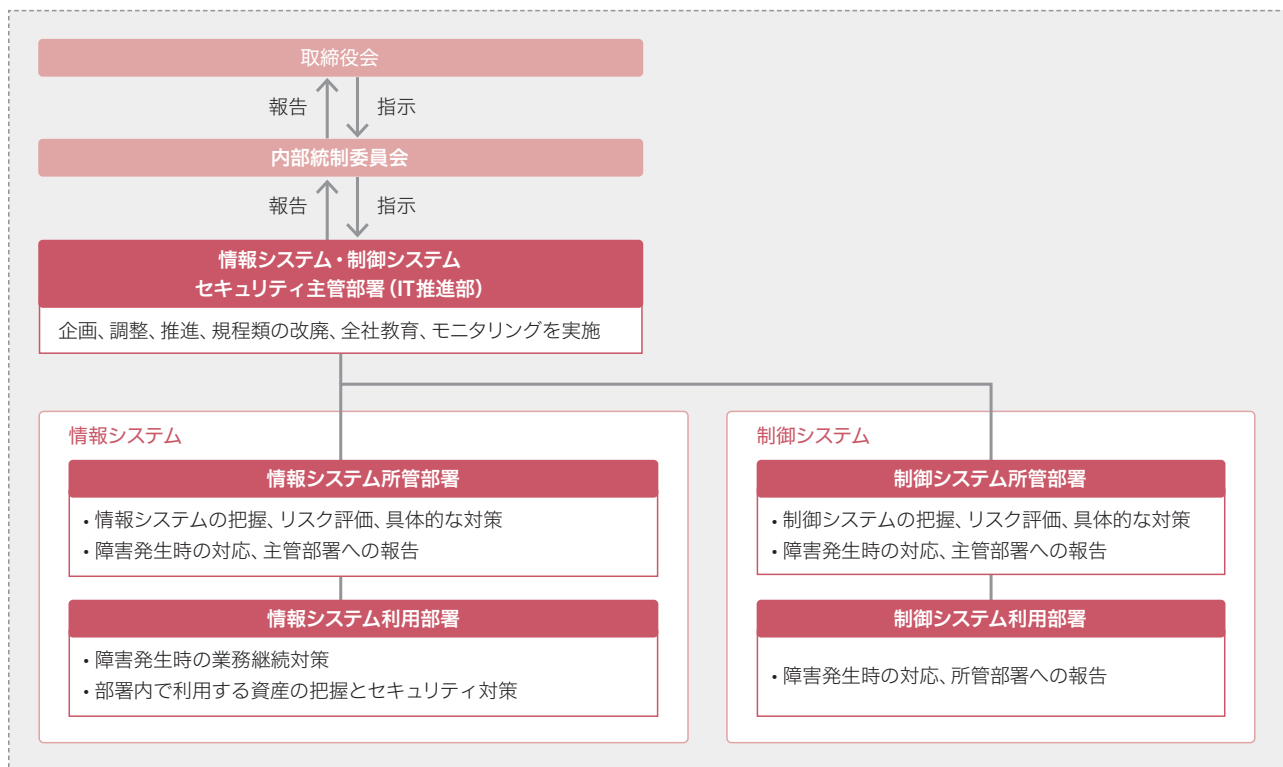 取締役会
報告
指示
内部統制委員会
報告
指示
情報システム・制御システム
セキュリティ主管部署（IT推進部）
企画、調整、推進、規程類の改廃、全社教育、モニタリングを実施
情報システム
情報システム所管部署
・情報システムの把握、リスク評価、具体的な対策
・障害発生時の対応、主管部署への報告
情報システム利用部署
・障害発生時の業務継続対策
・部署内で利用する資産の把握とセキュリティ対策
制御システム
制御システム所管部署
・制御システムの把握、リスク評価、具体的な対策
・障害発生時の対応、主管部署への報告
制御システム利用部署
・障害発生時の対応、所管部署への報告